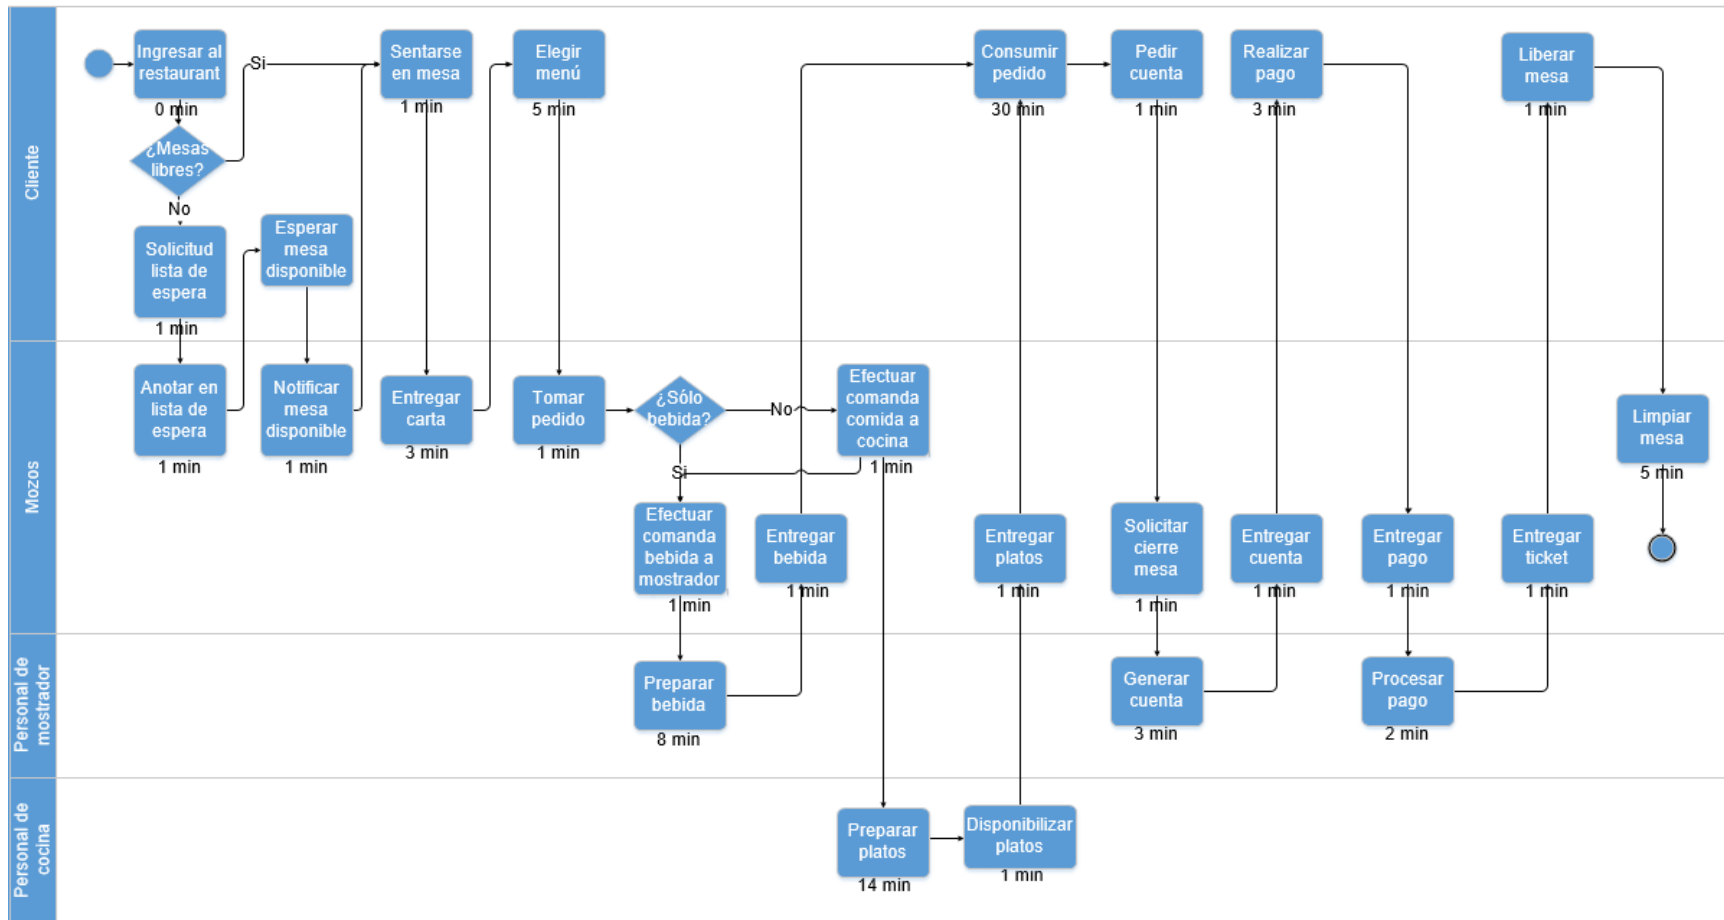 Cliente
Ingresar al
restaurant
0 min
¿Mesas
libres?
Si
No
Solicitud
lista de
espera
1 min
Esperar
mesa
disponible
Sentarse
en mesa
1 min
Elegir
menú
5 min
Consumir
pedido
30 min
Pedir
cuenta
1 min
Realizar
pago
3 min
Liberar
mesa
1 min
Mozos
Anotar en
lista de
espera
1 min
Notificar
mesa
disponible
1 min
Entregar
carta
3 min
Tomar
pedido
1 min
¿Sólo
bebida?
No
Si
Efectuar
comanda
comida a
cocina
1 min
Efectuar
comanda
bebida a
mostrador
1 min
Entregar
bebida
1 min
Entregar
platos
1 min
Solicitar
cierre
mesa
1 min
Entregar
cuenta
1 min
Entregar
pago
1 min
Entregar
ticket
1 min
Limpiar
mesa
5 min
Personal de
mostrador
Preparar
bebida
8 min
Generar
cuenta
3 min
Procesar
pago
2 min
Personal de
cocina
Preparar
platos
14 min
Disponibilizar
platos
1 min